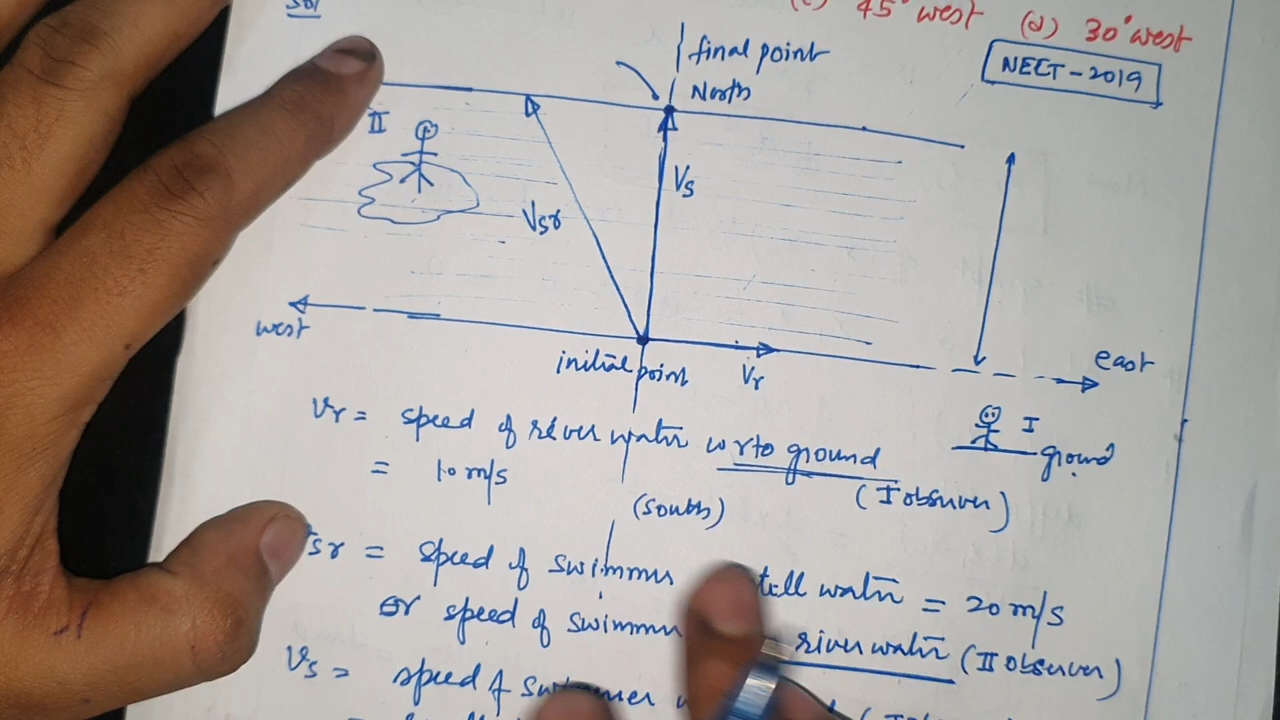 Sol
(c) 45° west (d) 30° west
NEET-2019
final point
North
II
Vs
Vsr
west
initial point
Vr
east
I
ground
Vr = speed of river water w r to ground
= 10 m/s
(I observer)
(South)
Vsr = speed of swimmer still water = 20 m/s
or speed of swimmer river water (II observer)
Vs = speed of swimmer